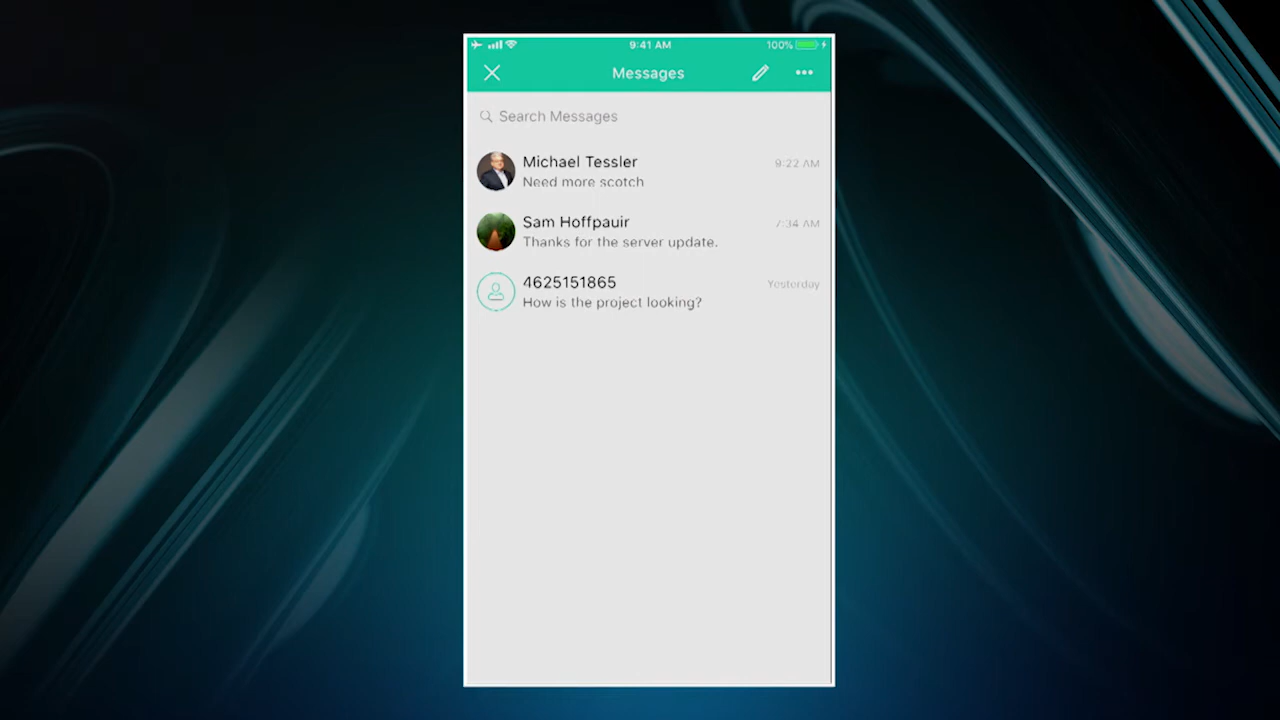 9:41 AM
100%
Messages
Search Messages
Michael Tessler
9:22 AM
Need more scotch
Sam Hoffpauir
7:34 AM
Thanks for the server update.
4625151865
Yesterday
How is the project looking?